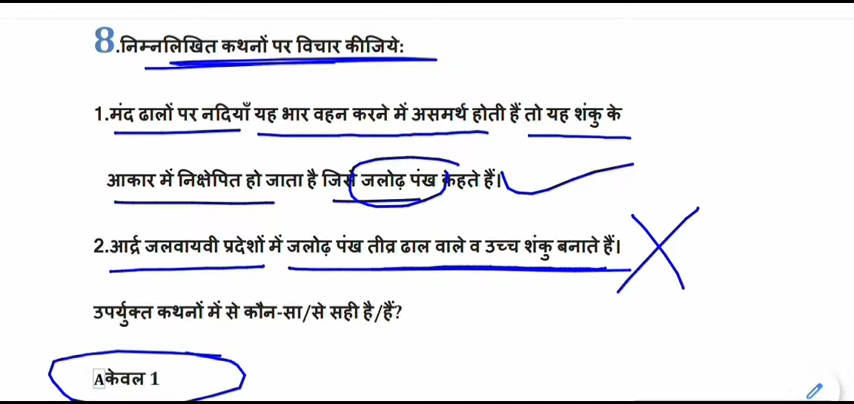 8.निम्नलिखित कथनों पर विचार कीजिये:
1.मंद ढालों पर नदियाँ यह भार वहन करने में असमर्थ होती हैं तो यह शंकु के
आकार में निक्षेपित हो जाता है जिसे जलोढ़ पंख कहते हैं।
2.आर्द्र जलवायवी प्रदेशों में जलोढ़ पंख तीव्र ढाल वाले व उच्च शंकु बनाते हैं।
उपर्युक्त कथनों में से कौन-सा/से सही है/हैं?
Aकेवल 1